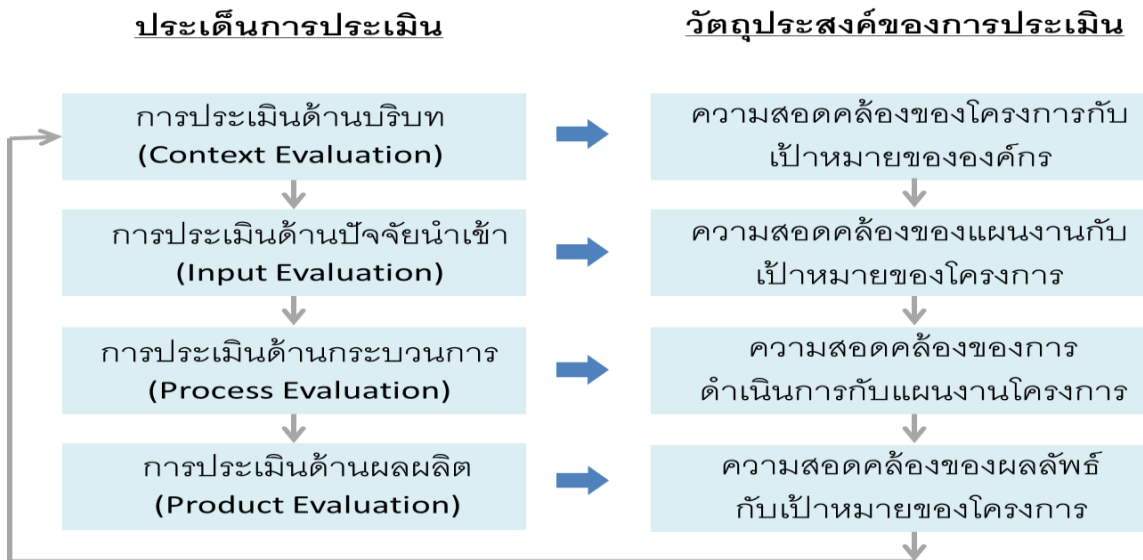 ประเด็นการประเมิน
วัตถุประสงค์ของการประเมิน
การประเมินด้านบริบท
(Context Evaluation)
ความสอดคล้องของโครงการกับ
เป้าหมายขององค์กร
การประเมินด้านปัจจัยนำเข้า
(Input Evaluation)
ความสอดคล้องของแผนงานกับ
เป้าหมายของโครงการ
การประเมินด้านกระบวนการ
(Process Evaluation)
ความสอดคล้องของการ
ดำเนินการกับแผนงานโครงการ
การประเมินด้านผลผลิต
(Product Evaluation)
ความสอดคล้องของผลลัพธ์
กับเป้าหมายของโครงการ